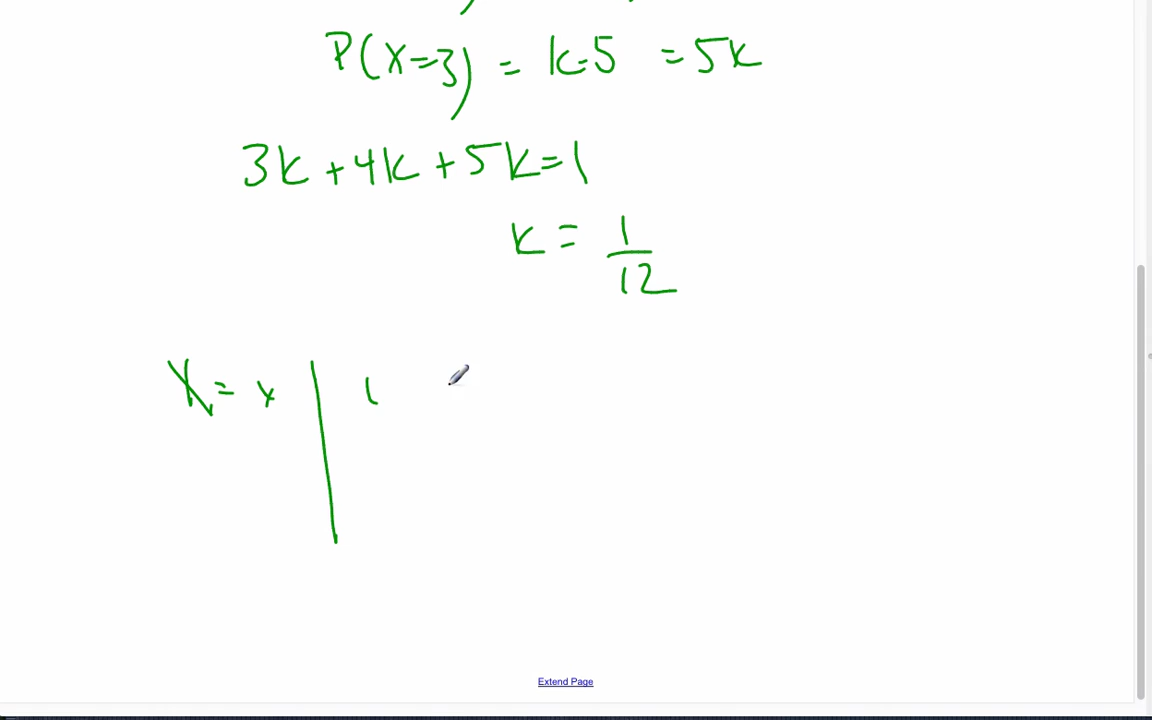 P(X=3) = k·5 = 5k
3k + 4k + 5k = 1
k = 1/12
X = x | 1
Extend Page